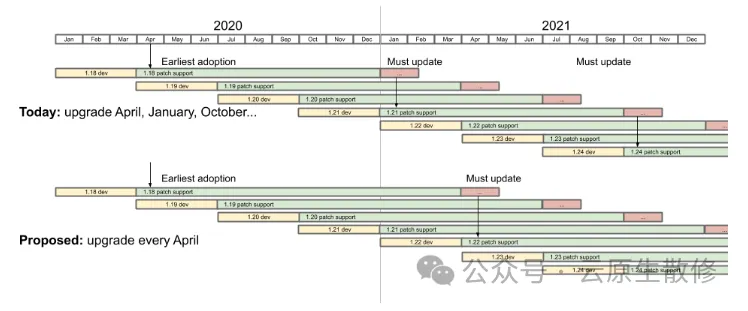 2020 2021
Jan Feb Mar Apr May Jun Jul Aug Sep Oct Nov Dec Jan Feb Mar Apr May Jun Jul Aug Sep Oct Nov Dec
Earliest adoption Must update Must update
1.18 dev 1.18 patch support ...
1.19 dev 1.19 patch support ...
1.20 dev 1.20 patch support ...
Today: upgrade April, January, October... 1.21 dev 1.21 patch support ...
1.22 dev 1.22 patch support ...
1.23 dev 1.23 patch support
1.24 dev 1.24 patch support
Earliest adoption Must update
1.18 dev 1.18 patch support ...
1.19 dev 1.19 patch support ...
1.20 dev 1.20 patch support ...
1.21 dev 1.21 patch support ...
Proposed: upgrade every April 1.22 dev 1.22 patch support
1.23 dev 1.23 patch support
1.24 dev 1.24 patch support
公众号 云原生散修